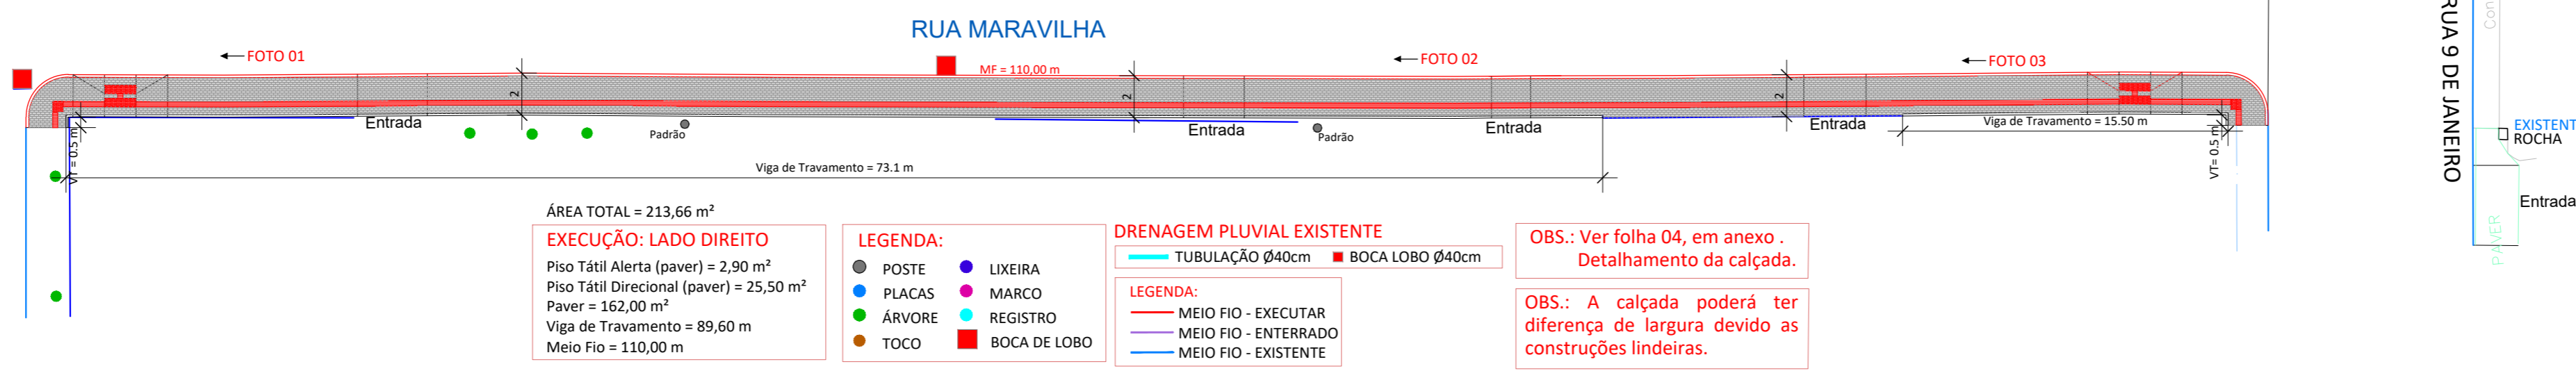 RUA MARAVILHA
FOTO 01
FOTO 02
FOTO 03
MF = 110,00 m
2
2
2
Entrada
Padrão
Entrada
Padrão
Entrada
Entrada
Viga de Travamento = 15.50 m
VT = 0.5 m
VT= 0.5 m
Viga de Travamento = 73.1 m
ÁREA TOTAL = 213,66 m²
EXECUÇÃO: LADO DIREITO
Piso Tátil Alerta (paver) = 2,90 m²
Piso Tátil Direcional (paver) = 25,50 m²
Paver = 162,00 m²
Viga de Travamento = 89,60 m
Meio Fio = 110,00 m
LEGENDA:
POSTE
PLACAS
ÁRVORE
TOCO
LIXEIRA
MARCO
REGISTRO
BOCA DE LOBO
DRENAGEM PLUVIAL EXISTENTE
TUBULAÇÃO Ø40cm
BOCA LOBO Ø40cm
LEGENDA:
MEIO FIO - EXECUTAR
MEIO FIO - ENTERRADO
MEIO FIO - EXISTENTE
OBS.: Ver folha 04, em anexo .
Detalhamento da calçada.
OBS.: A calçada poderá ter
diferença de largura devido as
construções lindeiras.
RUA 9 DE JANEIRO
Con
EXISTENT
ROCHA
Entrada
PAVER